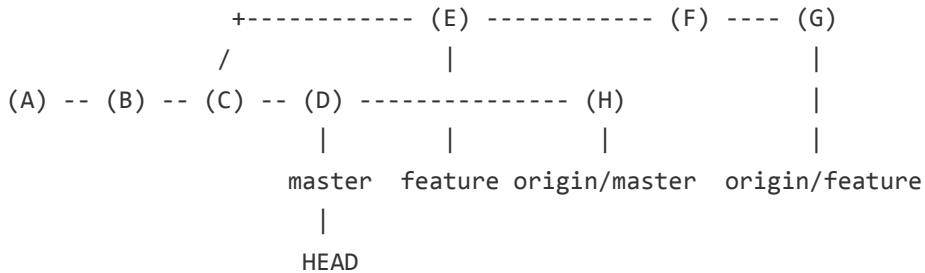 +------------ (E) ------------ (F) ---- (G)
/ | |
(A) -- (B) -- (C) -- (D) --------------- (H) |
| | | |
master feature origin/master origin/feature
|
HEAD